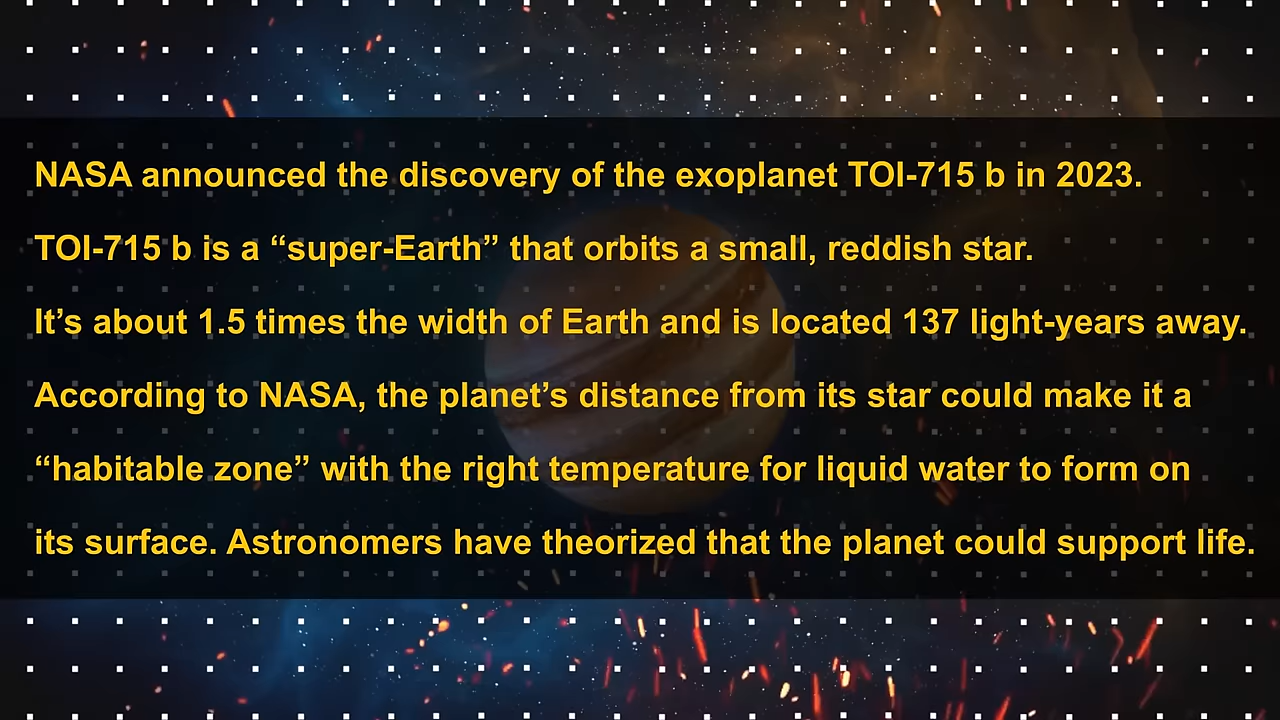 NASA announced the discovery of the exoplanet TOI-715 b in 2023.
TOI-715 b is a “super-Earth” that orbits a small, reddish star.
It’s about 1.5 times the width of Earth and is located 137 light-years away.
According to NASA, the planet’s distance from its star could make it a
“habitable zone” with the right temperature for liquid water to form on
its surface. Astronomers have theorized that the planet could support life.